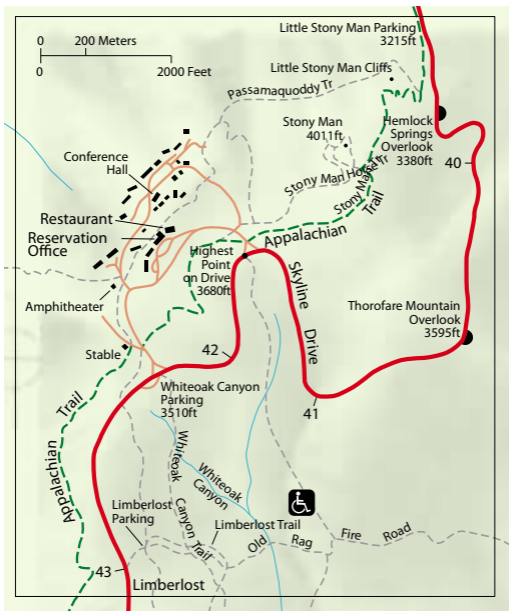 Little Stony Man Parking
3215ft
0 200 Meters
0 2000 Feet
Little Stony Man Cliffs
Passamaquoddy Tr
Hemlock
Springs
Overlook
3380ft
Stony Man
4011ft
40
Conference
Hall
Stony Man Horse Tr
Stony Man
Trail
Restaurant
Reservation
Office
Appalachian
Highest
Point
on Drive
3680ft
Skyline
Drive
Amphitheater
Thorofare Mountain
Overlook
3595ft
Stable
42
Whiteoak Canyon
Parking
3510ft
41
Appalachian
Trail
Whiteoak
Canyon
Trail
Whiteoak
Canyon
Limberlost
Parking
Limberlost Trail
Old Rag Fire Road
43
Limberlost